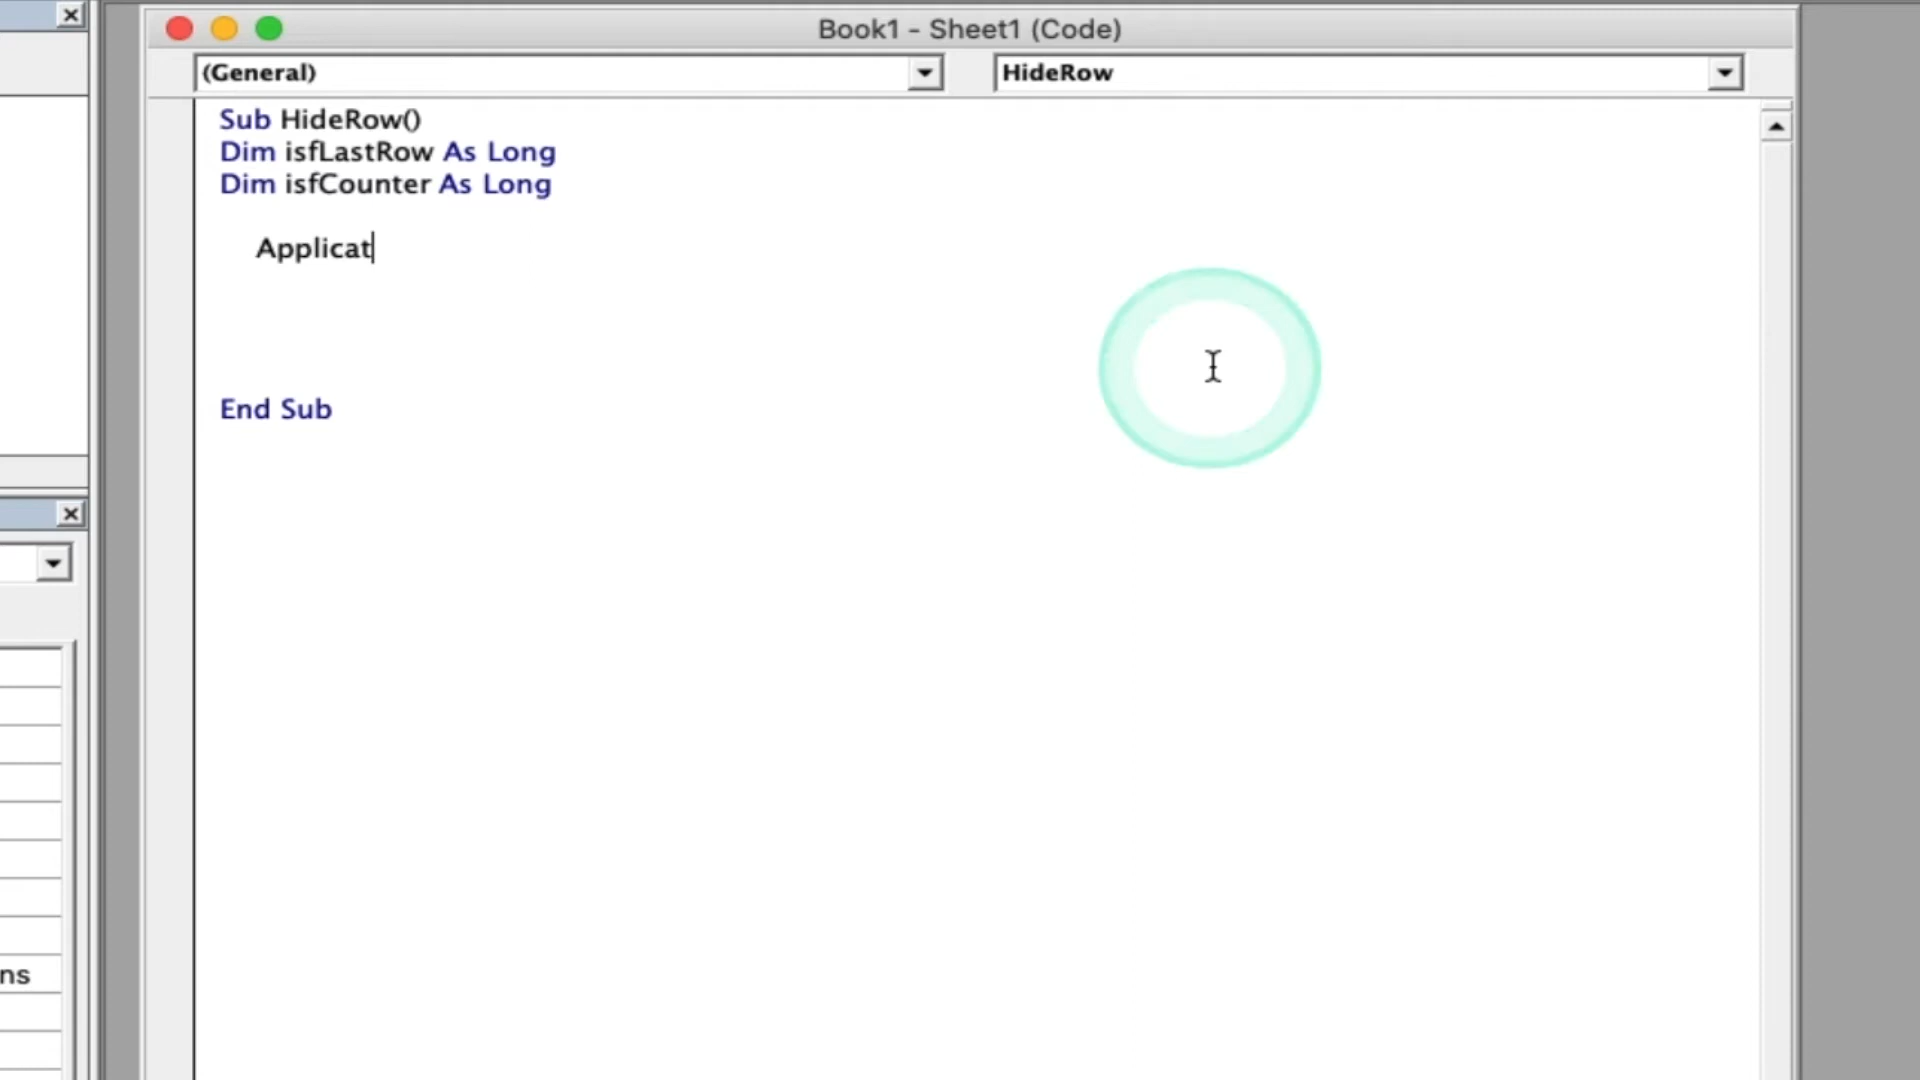 Book1 - Sheet1 (Code)
(General)
HideRow
Sub HideRow()
Dim isfLastRow As Long
Dim isfCounter As Long
Applicat
End Sub
ns